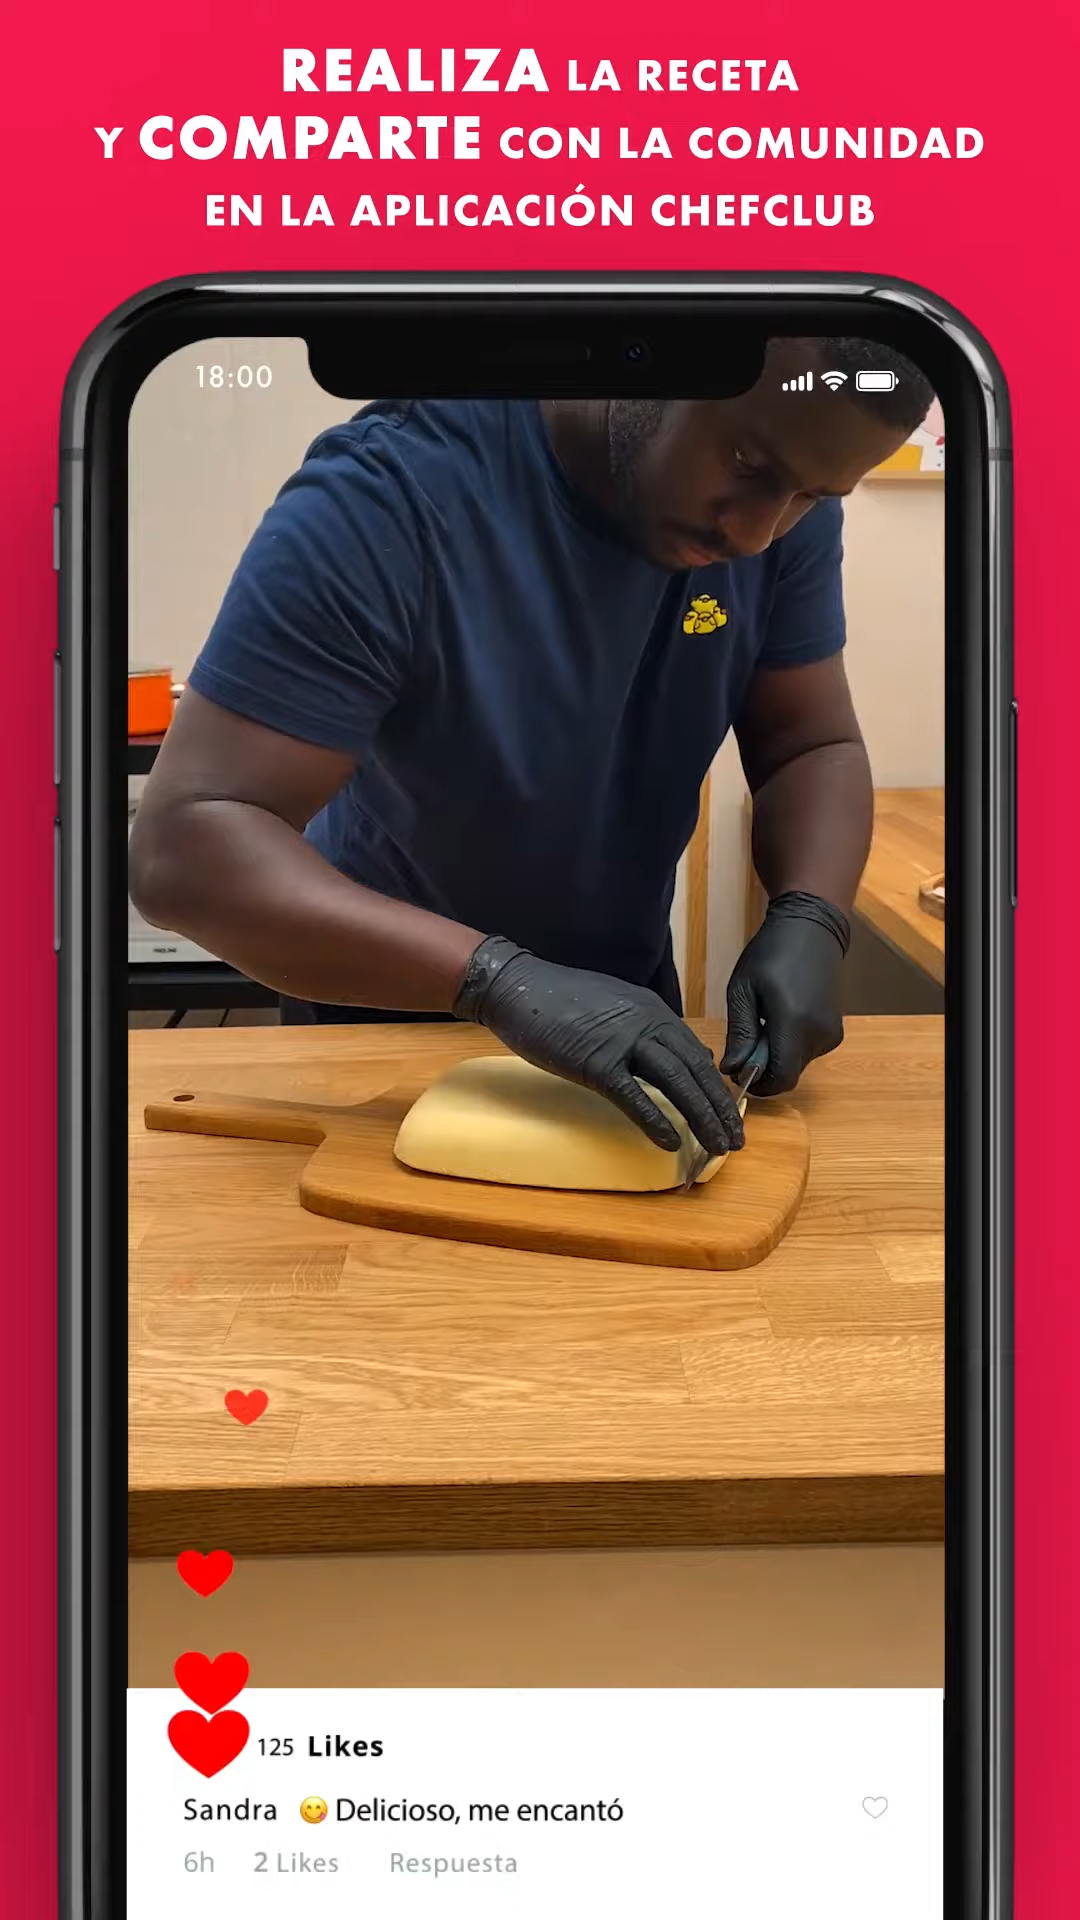 REALIZA LA RECETA
Y COMPARTE CON LA COMUNIDAD
EN LA APLICACIÓN CHEFCLUB
18:00
125 Likes
Sandra 😋 Delicioso, me encantó
6h 2 Likes Respuesta